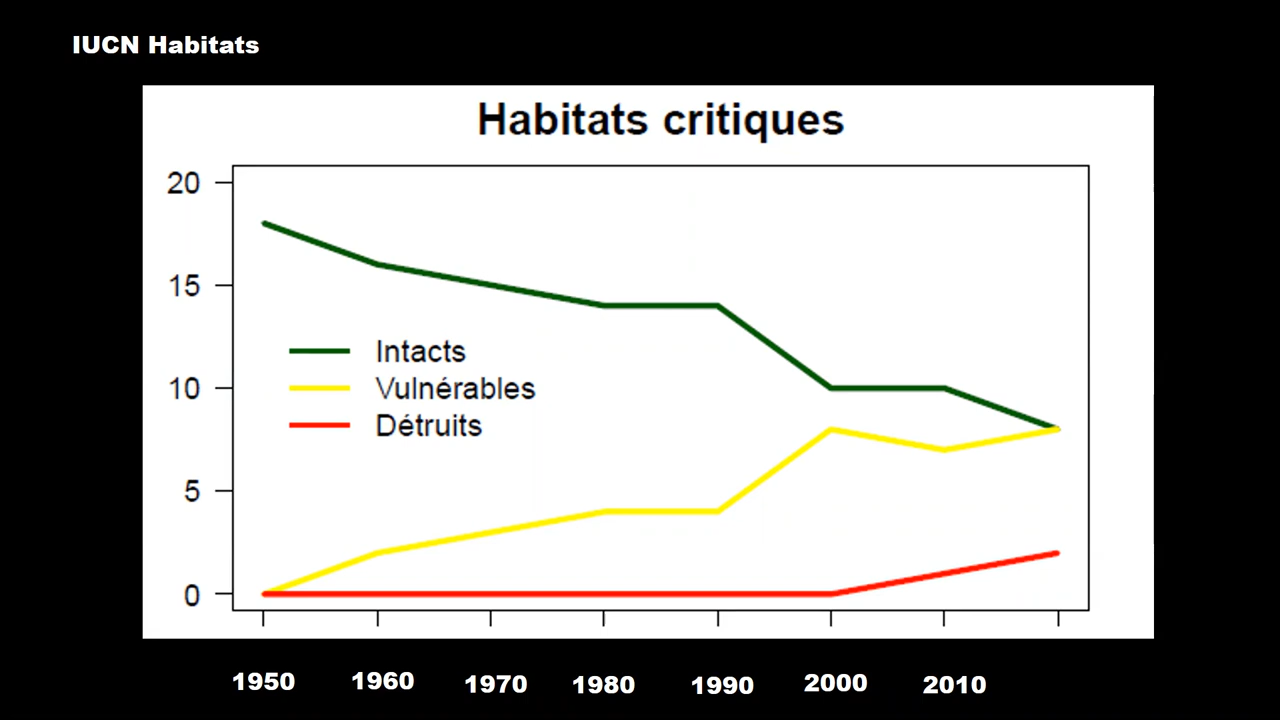 IUCN Habitats
Habitats critiques
20
15
10
5
0
Intacts
Vulnérables
Détruits
1950 1960 1970 1980 1990 2000 2010